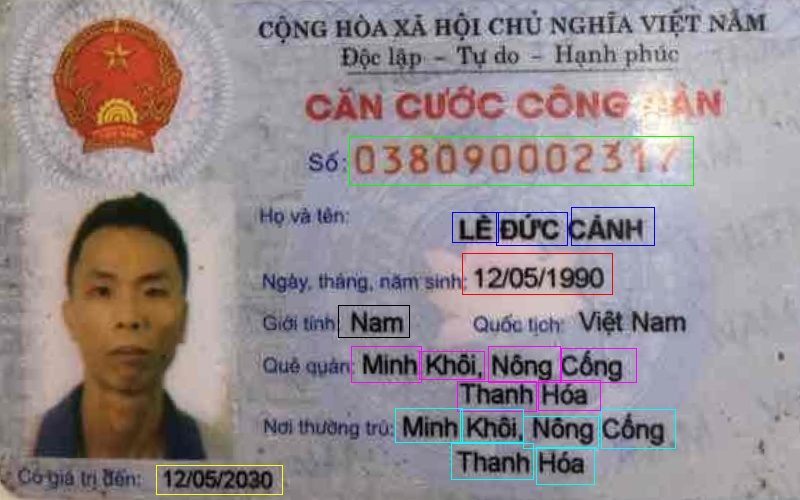 CỘNG HÒA XÃ HỘI CHỦ NGHĨA VIỆT NAM
Độc lập - Tự do - Hạnh phúc
CĂN CƯỚC CÔNG DÂN
Số: 038090002317
Họ và tên:
LÊ ĐỨC CẢNH
Ngày, tháng, năm sinh: 12/05/1990
Giới tính: Nam Quốc tịch: Việt Nam
Quê quán: Minh Khôi, Nông Cống
Thanh Hóa
Nơi thường trú: Minh Khôi, Nông Cống
Thanh Hóa
Có giá trị đến: 12/05/2030